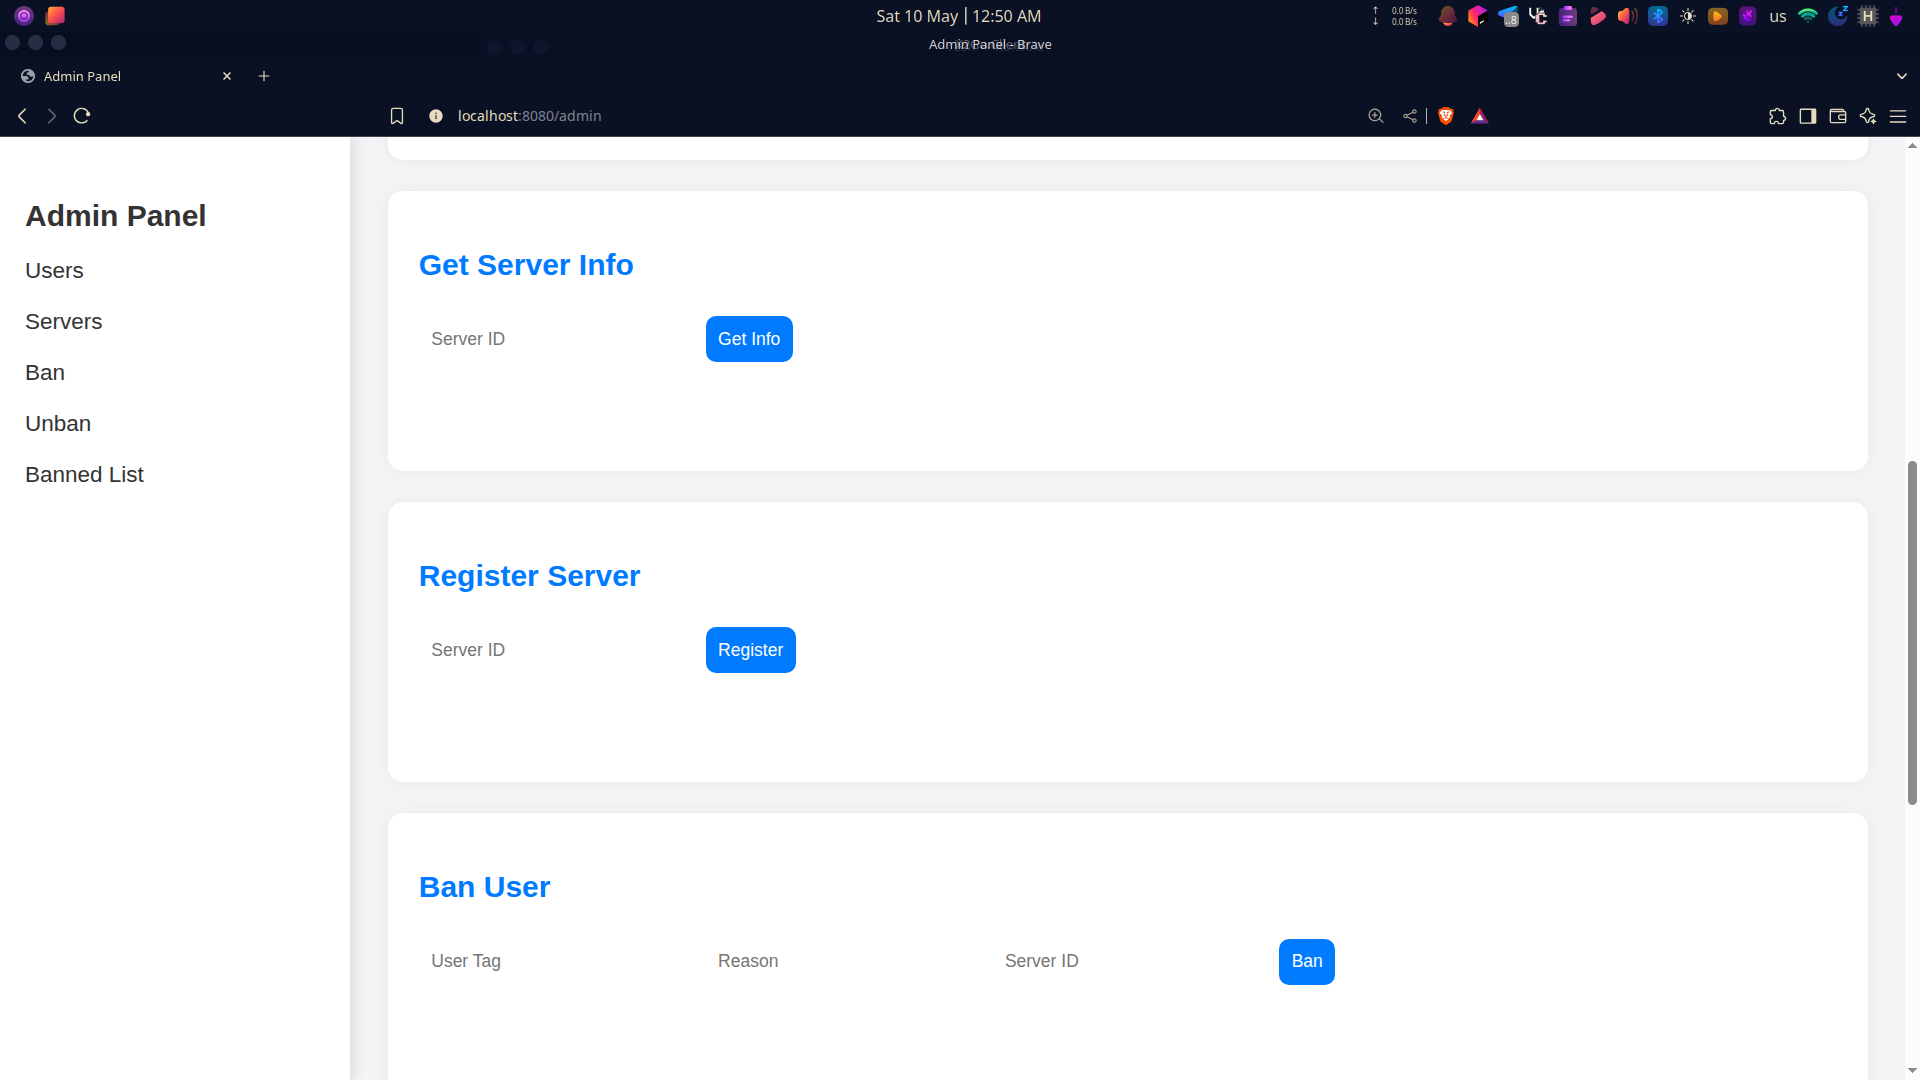 Sat 10 May | 12:50 AM
0.0 B/s
0.0 B/s
..8
us
H
Admin Panel - Brave
Admin Panel
localhost:8080/admin
Admin Panel
Users
Servers
Ban
Unban
Banned List
Get Server Info
Server ID
Get Info
Register Server
Server ID
Register
Ban User
User Tag
Reason
Server ID
Ban